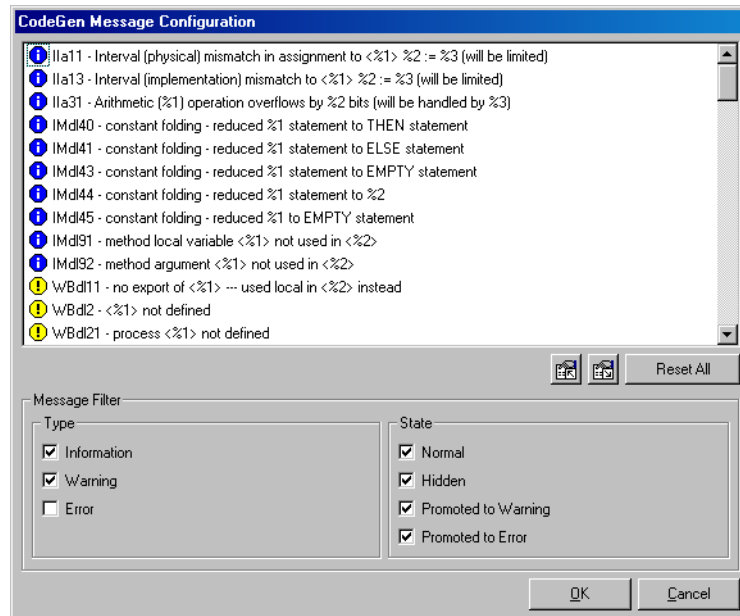 CodeGen Message Configuration
IIa11 - Interval (physical) mismatch in assignment to <%1> %2 := %3 (will be limited)
IIa13 - Interval (implementation) mismatch to <%1> %2 := %3 (will be limited)
IIa31 - Arithmetic (%1) operation overflows by %2 bits (will be handled by %3)
IMdl40 - constant folding - reduced %1 statement to THEN statement
IMdl41 - constant folding - reduced %1 statement to ELSE statement
IMdl43 - constant folding - reduced %1 statement to EMPTY statement
IMdl44 - constant folding - reduced %1 statement to %2
IMdl45 - constant folding - reduced %1 to EMPTY statement
IMdl91 - method local variable <%1> not used in <%2>
IMdl92 - method argument <%1> not used in <%2>
WBdl11 - no export of <%1> --- used local in <%2> instead
WBdl2 - <%1> not defined
WBdl21 - process <%1> not defined
Reset All
Message Filter
Type
State
Information
Normal
Warning
Hidden
Error
Promoted to Warning
Promoted to Error
OK
Cancel